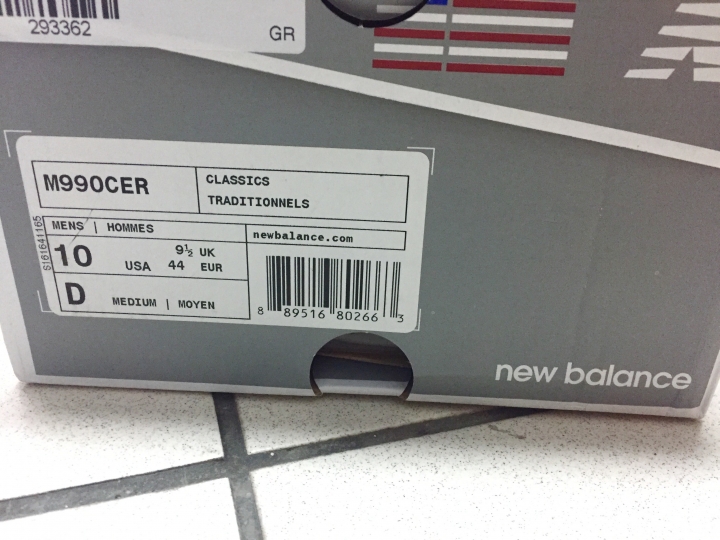 293362
GR
M990CER
CLASSICS
TRADITIONNELS
MENS | HOMMES
newbalance.com
10
USA
9½ UK
44 EUR
D
MEDIUM | MOYEN
8 89516 80266 3
S161641165
new balance